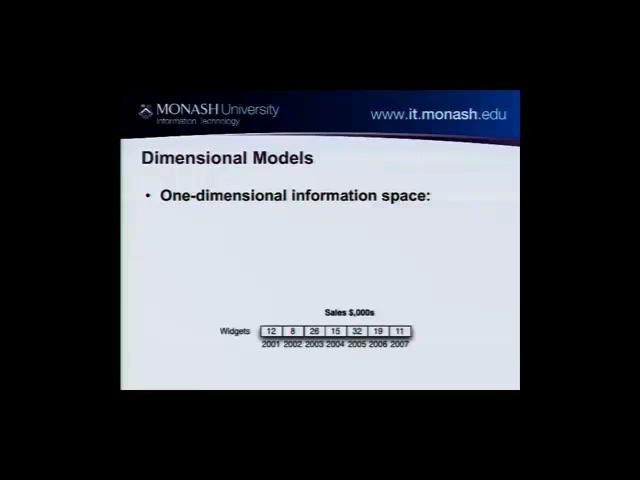 MONASH University
Information Technology
www.it.monash.edu
Dimensional Models
• One-dimensional information space:
Sales $,000s
Widgets 12 8 26 15 32 19 11
2001 2002 2003 2004 2005 2006 2007